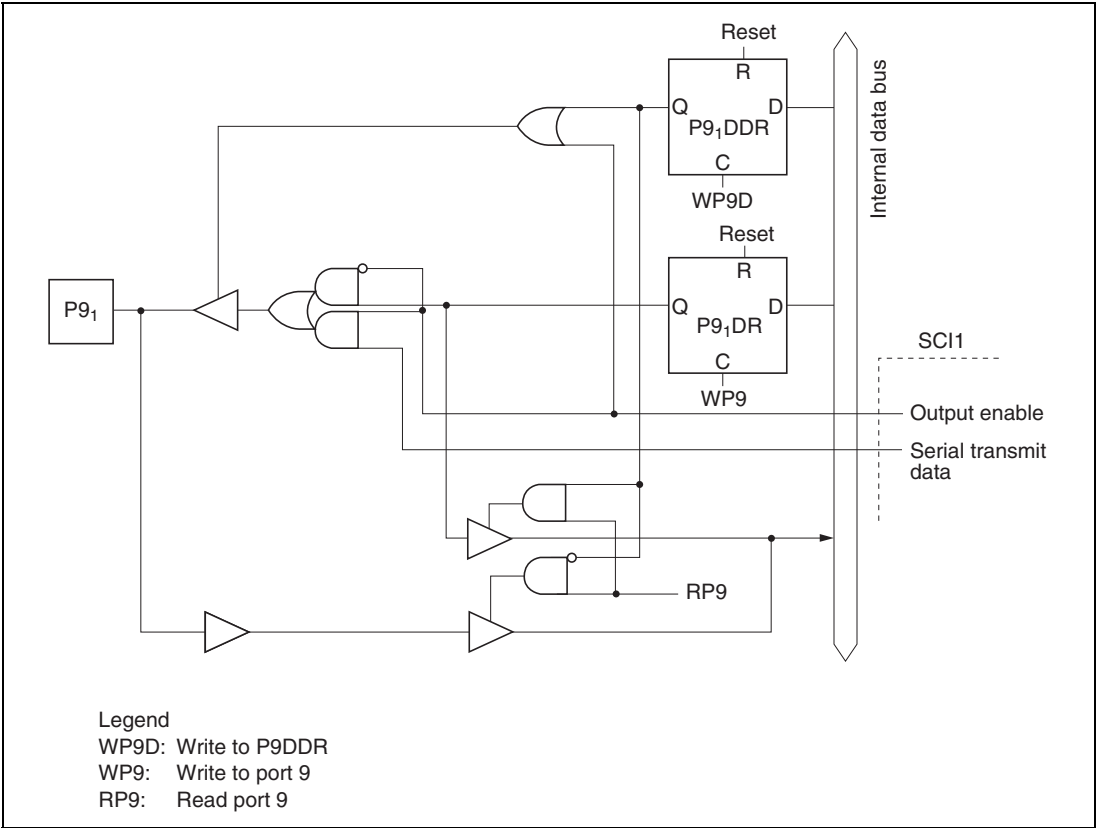 Reset
R
Q D
P9₁DDR
C
WP9D
Internal data bus
Reset
R
Q D
P9₁DR
C
WP9
P9₁
SCI1
Output enable
Serial transmit
data
RP9
Legend
WP9D: Write to P9DDR
WP9: Write to port 9
RP9: Read port 9